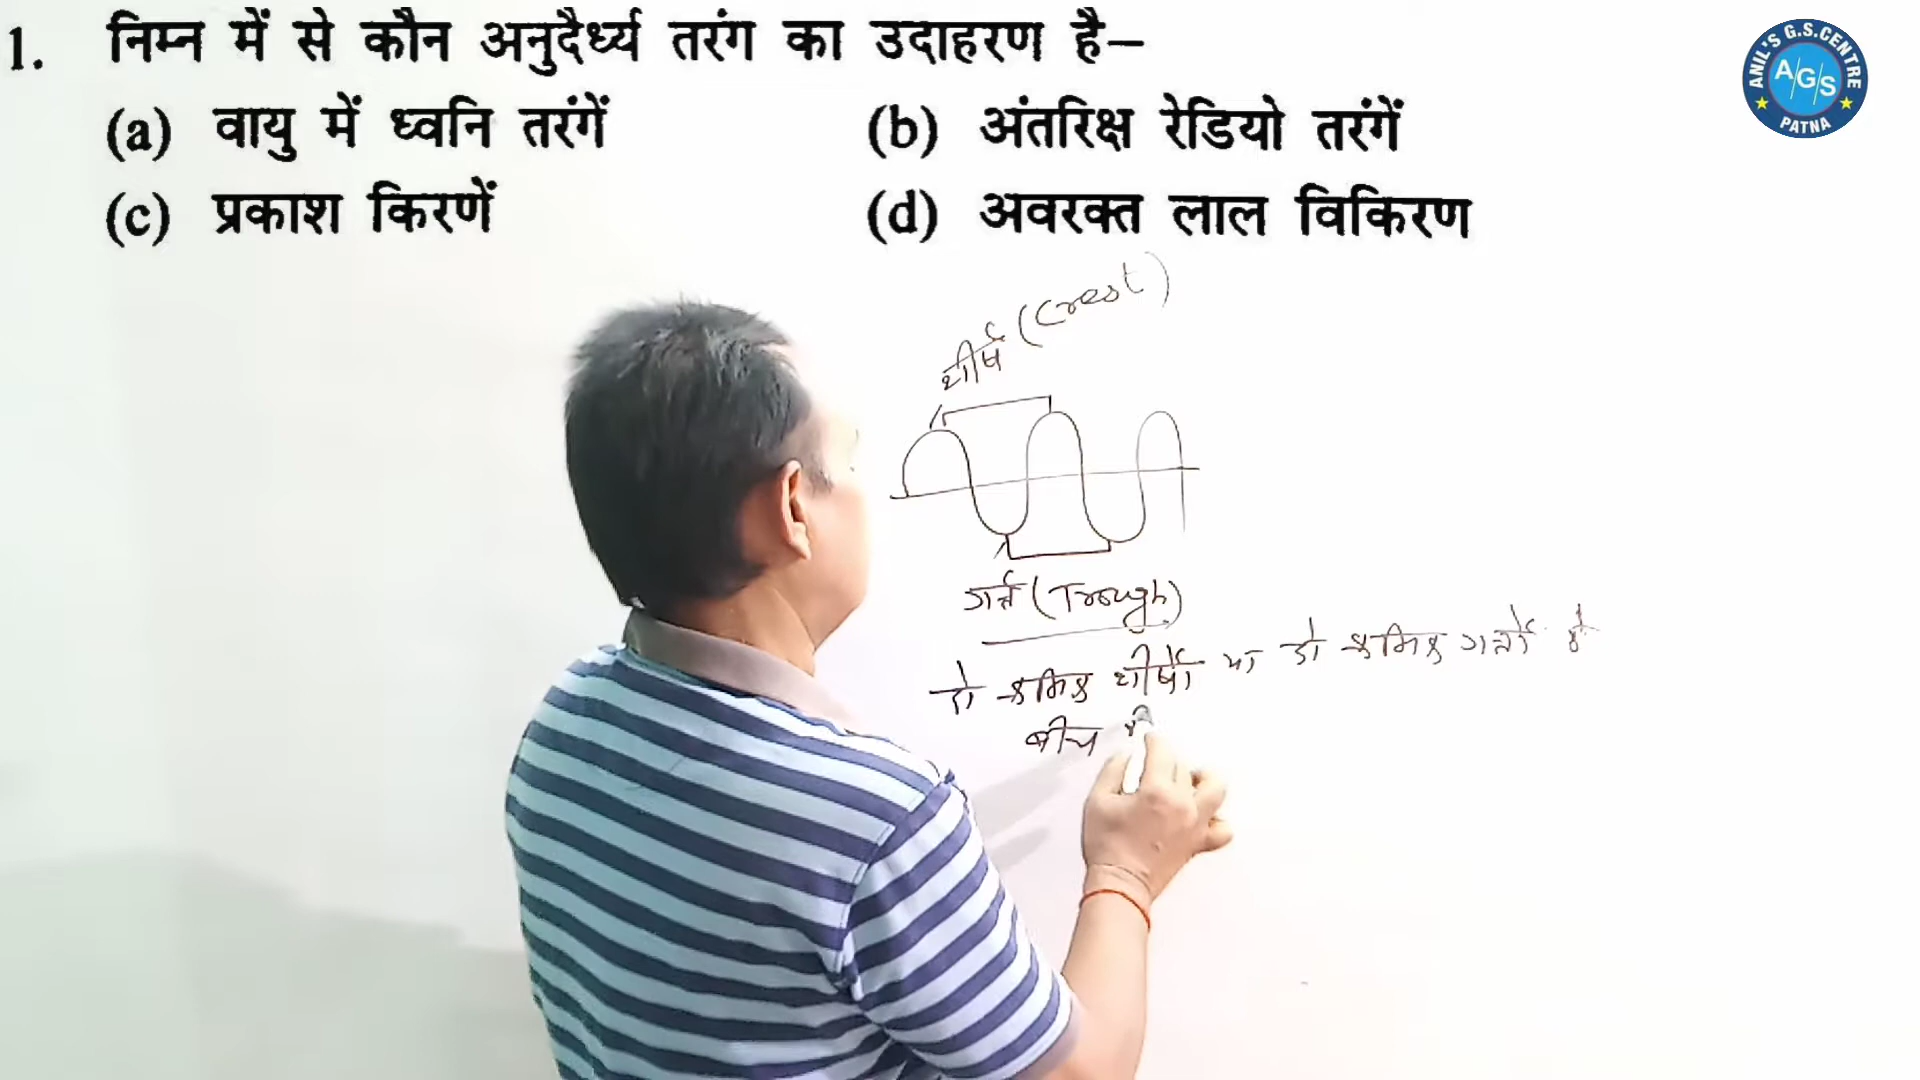 1. निम्न में से कौन अनुदैर्ध्य तरंग का उदाहरण है–
(a) वायु में ध्वनि तरंगें (b) अंतरिक्ष रेडियो तरंगें
(c) प्रकाश किरणें (d) अवरक्त लाल विकिरण
ANIL'S G.S.CENTRE
A/G/S
PATNA
शीर्ष (Crest)
गर्त्त (Trough)
दो क्रमिक शीर्षों या दो क्रमिक गर्त्तों के
बीच की